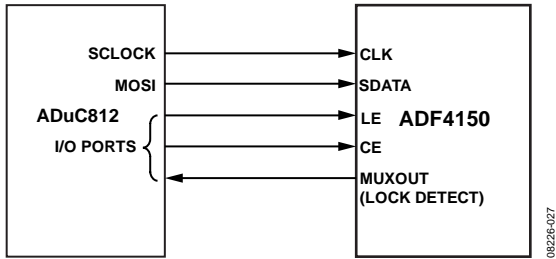 SCLOCK
MOSI
ADuC812
I/O PORTS
CLK
SDATA
LE
ADF4150
CE
MUXOUT
(LOCK DETECT)
08226-027